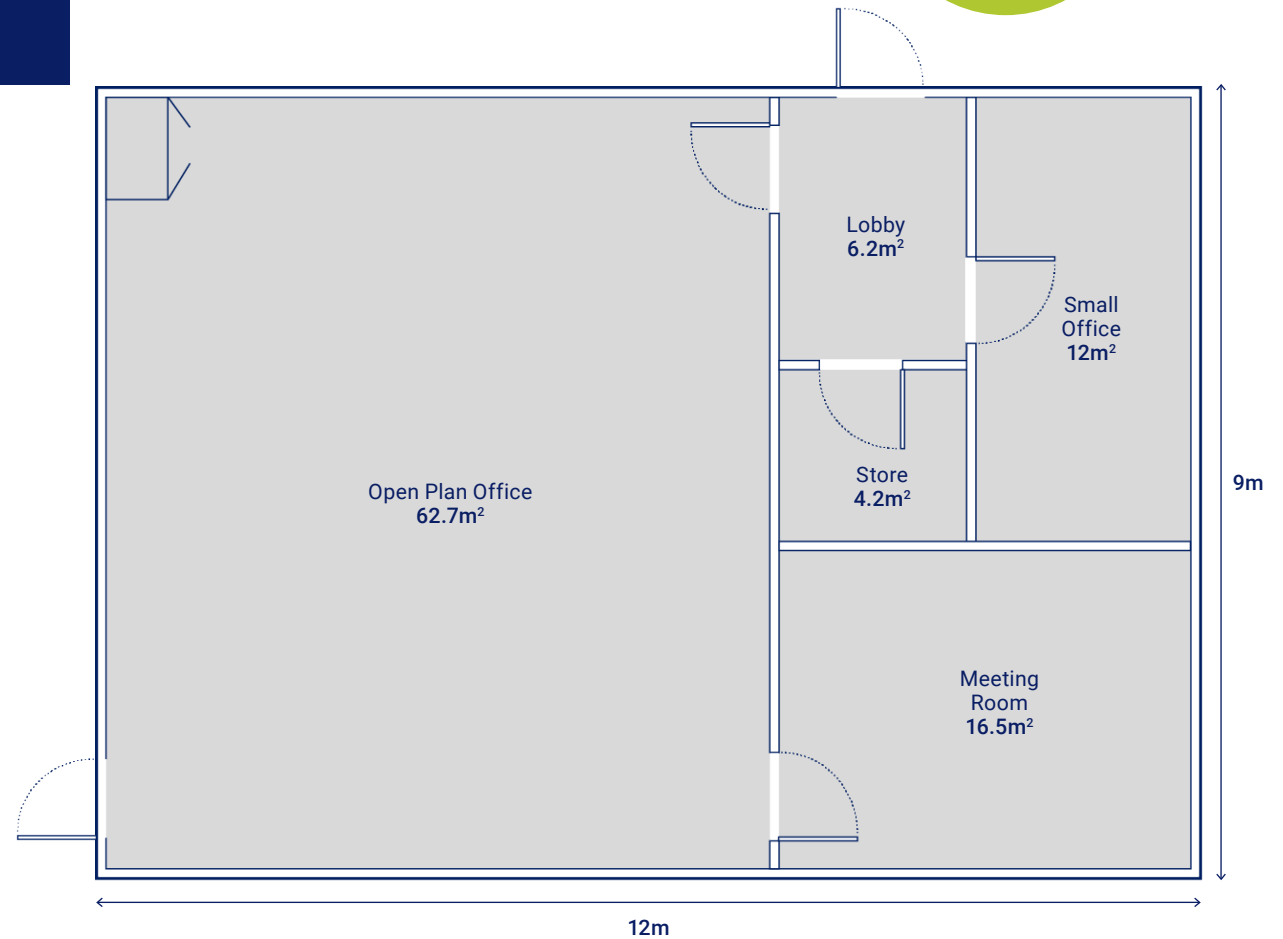 Lobby
6.2m²
Small
Office
12m²
Store
4.2m²
Open Plan Office
62.7m²
9m
Meeting
Room
16.5m²
12m